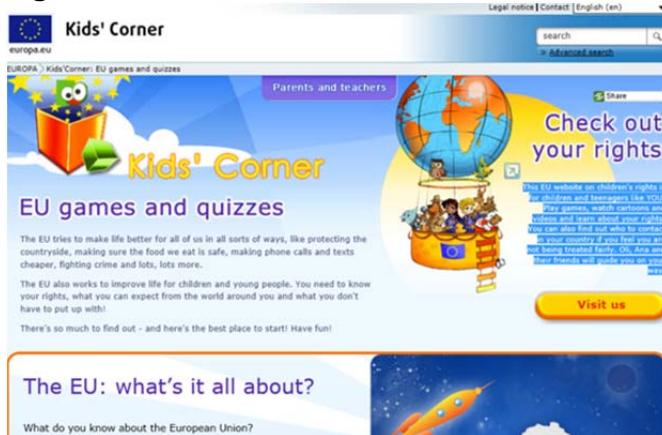 Legal notice | Contact | English (en)
Kids' Corner
europa.eu
search
» Advanced search
EUROPA > Kids'Corner: EU games and quizzes
Parents and teachers
Share
Kids' Corner
Check out
your rights
This EU website on children's rights i
for children and teenagers like YOU
Play games, watch cartoons an
videos and learn about your rights
You can also find out who to contac
in your country if you feel you ar
not being treated fairly. Oli, Ana an
their friends will guide you on you
way
Visit us
EU games and quizzes
The EU tries to make life better for all of us in all sorts of ways, like protecting the
countryside, making sure the food we eat is safe, making phone calls and texts
cheaper, fighting crime and lots, lots more.
The EU also works to improve life for children and young people. You need to know
your rights, what you can expect from the world around you and what you don't
have to put up with!
There's so much to find out - and here's the best place to start! Have fun!
The EU: what's it all about?
What do you know about the European Union?